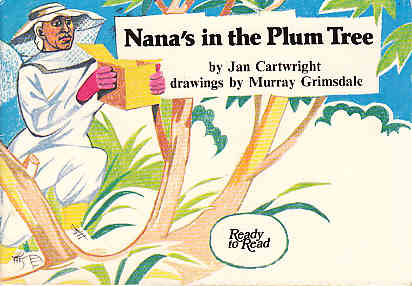 Nana's in the Plum Tree
by Jan Cartwright
drawings by Murray Grimsdale
Ready
to Read